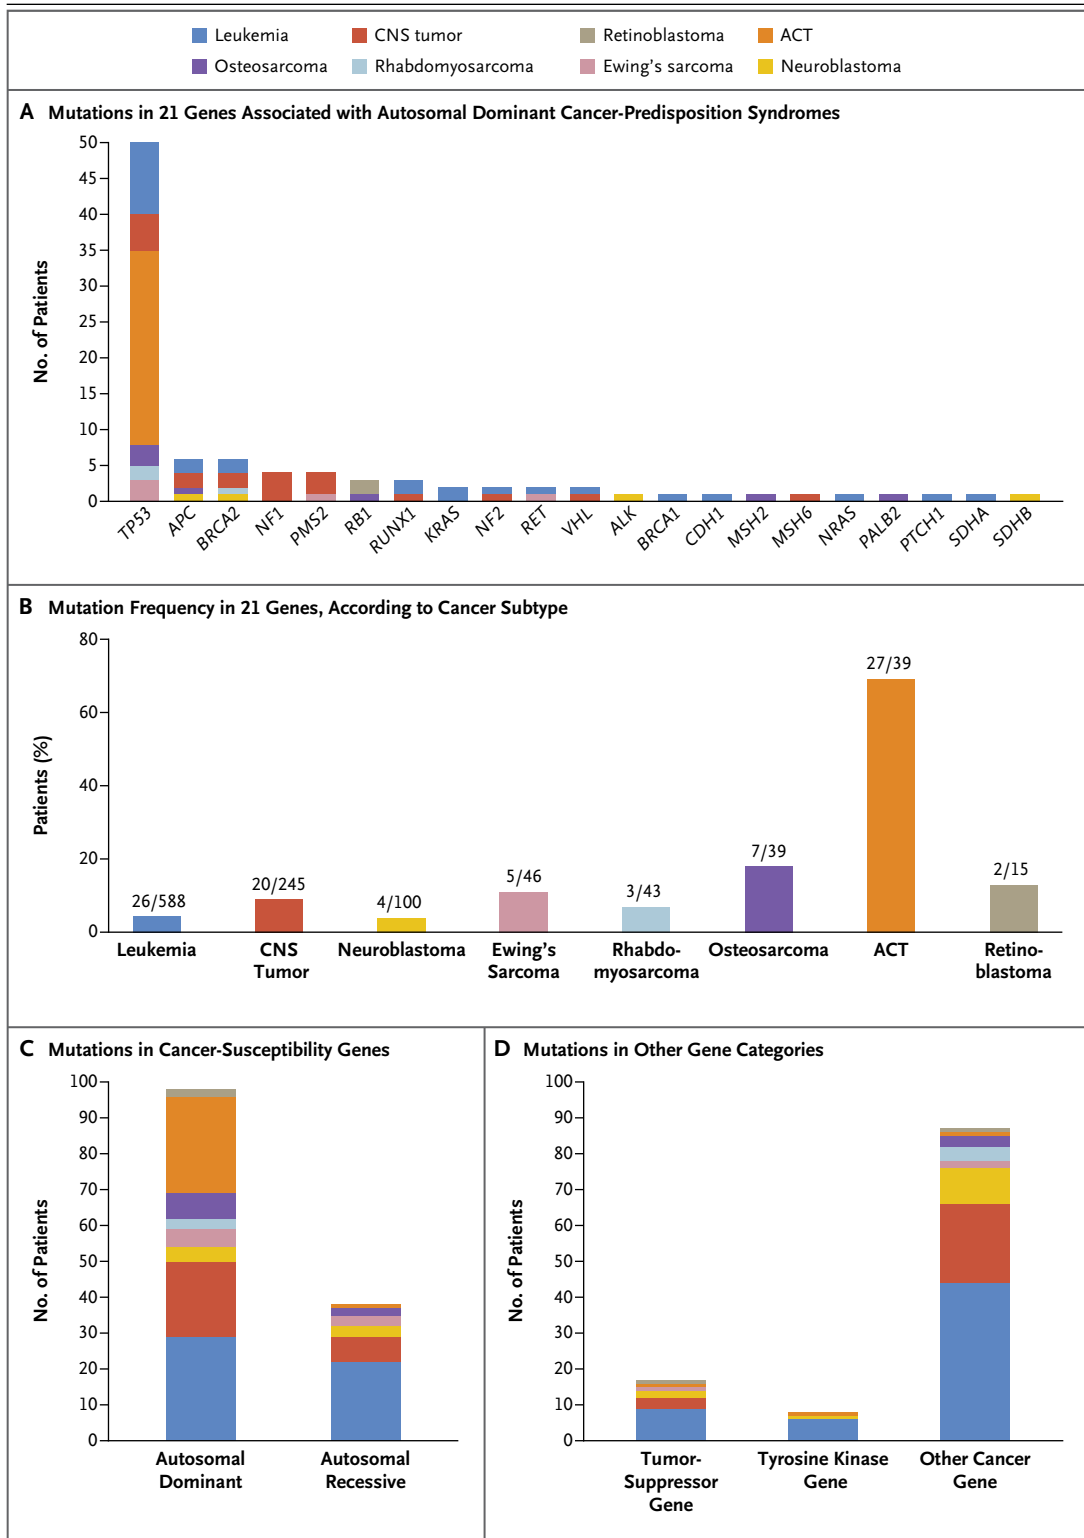 Leukemia CNS tumor Retinoblastoma ACT
Osteosarcoma Rhabdomyosarcoma Ewing's sarcoma Neuroblastoma
A Mutations in 21 Genes Associated with Autosomal Dominant Cancer-Predisposition Syndromes
No. of Patients
50
45
40
35
30
25
20
15
10
5
0
TP53 APC BRCA2 NF1 PMS2 RB1 RUNX1 KRAS NF2 RET VHL ALK BRCA1 CDH1 MSH2 MSH6 NRAS PALB2 PTCH1 SDHA SDHB
B Mutation Frequency in 21 Genes, According to Cancer Subtype
Patients (%)
80
60
40
20
0
26/588 20/245 4/100 5/46 3/43 7/39 27/39 2/15
Leukemia CNS Neuroblastoma Ewing's Rhabdo- Osteosarcoma ACT Retino-
Tumor Sarcoma myosarcoma blastoma
C Mutations in Cancer-Susceptibility Genes
No. of Patients
100
90
80
70
60
50
40
30
20
10
0
Autosomal Autosomal
Dominant Recessive
D Mutations in Other Gene Categories
No. of Patients
100
90
80
70
60
50
40
30
20
10
0
Tumor- Tyrosine Kinase Other Cancer
Suppressor Gene Gene
Gene